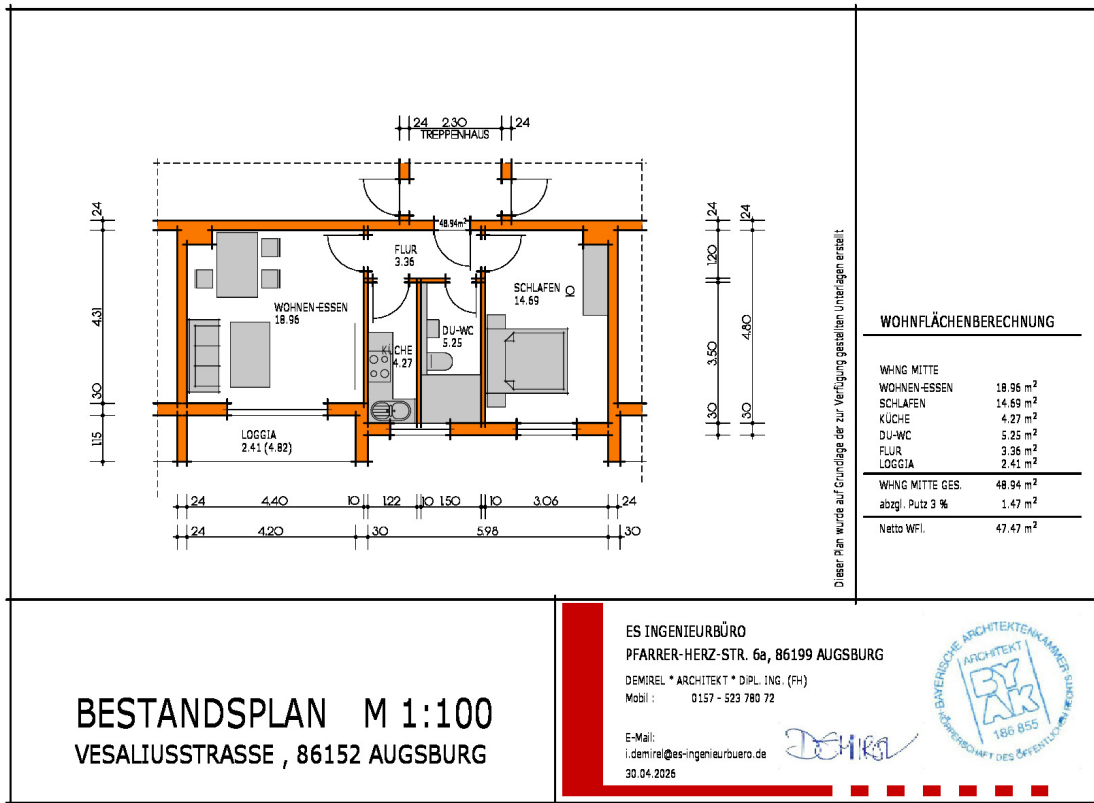 24 2.30 24
TREPPENHAUS
24
4.31
30
1.15
24
1.20
3.50
30
24
4.80
30
48.94m²
FLUR
3.36
WOHNEN-ESSEN
18.96
SCHLAFEN
14.69
10
DU-WC
5.25
KÜCHE
4.27
LOGGIA
2.41 (4.82)
24 4.40 10 1.22 10 1.50 10 3.06 24
24 4.20 30 5.98 30
Dieser Plan wurde auf Grundlage der zur Verfügung gestellten Unterlagen erstellt
WOHNFLÄCHENBERECHNUNG
WHNG MITTE
WOHNEN-ESSEN 18.96 m²
SCHLAFEN 14.69 m²
KÜCHE 4.27 m²
DU-WC 5.25 m²
FLUR 3.36 m²
LOGGIA 2.41 m²
WHNG MITTE GES. 48.94 m²
abzgl. Putz 3 % 1.47 m²
Netto WFl. 47.47 m²
BESTANDSPLAN M 1:100
VESALIUSSTRASSE , 86152 AUGSBURG
ES INGENIEURBÜRO
PFARRER-HERZ-STR. 6a, 86199 AUGSBURG
DEMIREL * ARCHITEKT * DIPL. ING. (FH)
Mobil : 0157 - 523 780 72
E-Mail:
i.demirel@es-ingenieurbuero.de
30.04.2026
DEMIREL
BAYERISCHE ARCHITEKTENKAMMER
ARCHITEKT
BY
AK
186 855
KÖRPERSCHAFT DES ÖFFENTLICHEN RECHTS